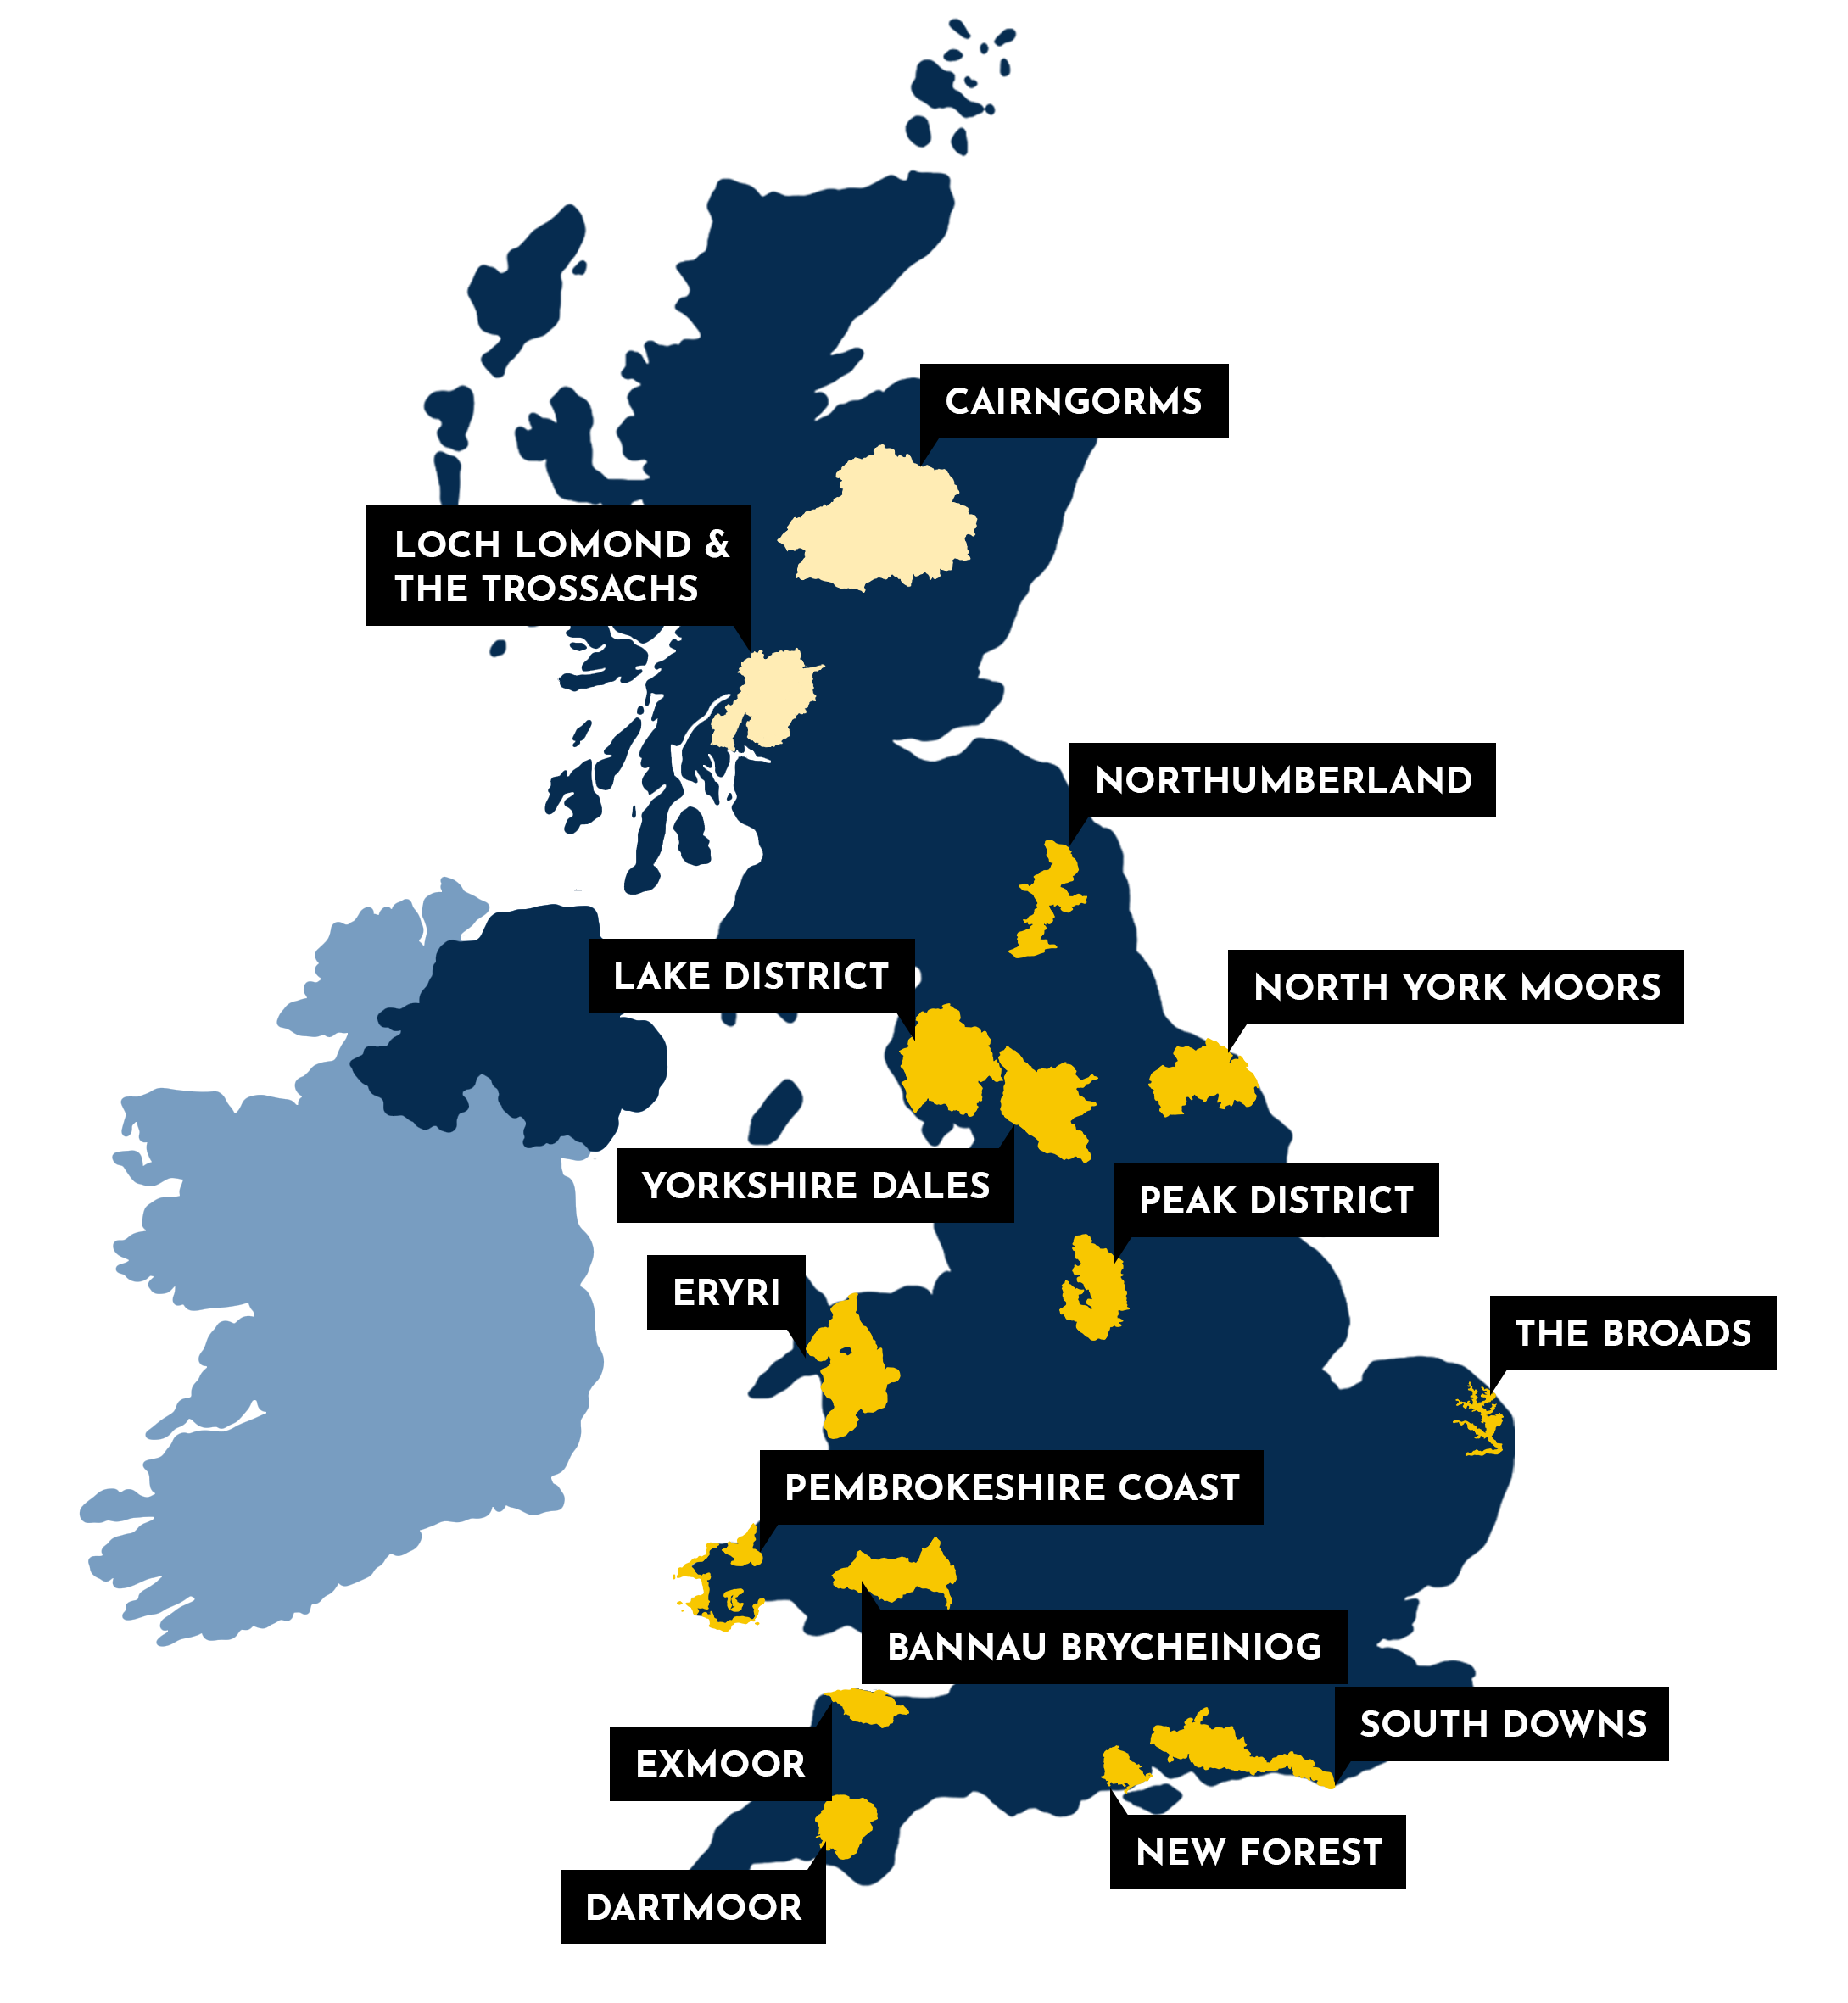 CAIRNGORMS
LOCH LOMOND &
THE TROSSACHS
NORTHUMBERLAND
LAKE DISTRICT
NORTH YORK MOORS
YORKSHIRE DALES
PEAK DISTRICT
ERYRI
THE BROADS
PEMBROKESHIRE COAST
BANNAU BRYCHEINIOG
SOUTH DOWNS
EXMOOR
NEW FOREST
DARTMOOR